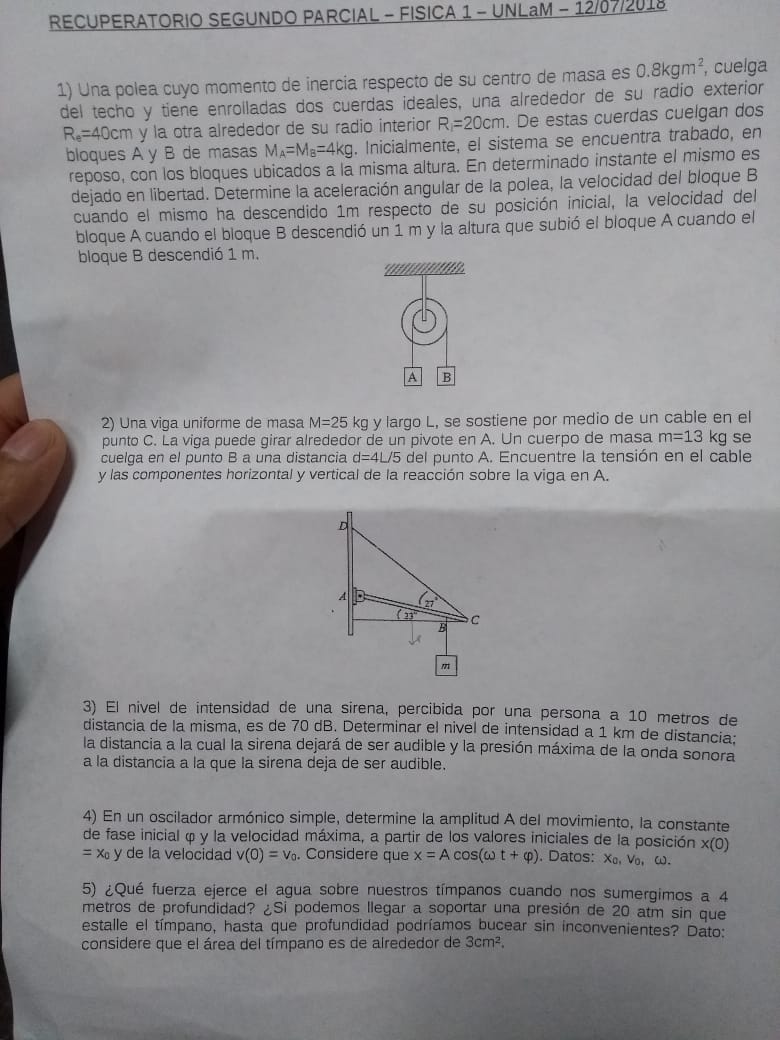 RECUPERATORIO SEGUNDO PARCIAL – FISICA 1 – UNLaM – 12/07/2018
1) Una polea cuyo momento de inercia respecto de su centro de masa es 0.8kgm², cuelga
del techo y tiene enrolladas dos cuerdas ideales, una alrededor de su radio exterior
Rₑ=40cm y la otra alrededor de su radio interior Rᵢ=20cm. De estas cuerdas cuelgan dos
bloques A y B de masas M_A=M_B=4kg. Inicialmente, el sistema se encuentra trabado, en
reposo, con los bloques ubicados a la misma altura. En determinado instante el mismo es
dejado en libertad. Determine la aceleración angular de la polea, la velocidad del bloque B
cuando el mismo ha descendido 1m respecto de su posición inicial, la velocidad del
bloque A cuando el bloque B descendió un 1 m y la altura que subió el bloque A cuando el
bloque B descendió 1 m.
A B
2) Una viga uniforme de masa M=25 kg y largo L, se sostiene por medio de un cable en el
punto C. La viga puede girar alrededor de un pivote en A. Un cuerpo de masa m=13 kg se
cuelga en el punto B a una distancia d=4L/5 del punto A. Encuentre la tensión en el cable
y las componentes horizontal y vertical de la reacción sobre la viga en A.
D
A
27°
23°
C
B
m
3) El nivel de intensidad de una sirena, percibida por una persona a 10 metros de
distancia de la misma, es de 70 dB. Determinar el nivel de intensidad a 1 km de distancia;
la distancia a la cual la sirena dejará de ser audible y la presión máxima de la onda sonora
a la distancia a la que la sirena deja de ser audible.
4) En un oscilador armónico simple, determine la amplitud A del movimiento, la constante
de fase inicial φ y la velocidad máxima, a partir de los valores iniciales de la posición x(0)
= x₀ y de la velocidad v(0) = v₀. Considere que x = A cos(ω t + φ). Datos: x₀, v₀, ω.
5) ¿Qué fuerza ejerce el agua sobre nuestros tímpanos cuando nos sumergimos a 4
metros de profundidad? ¿Si podemos llegar a soportar una presión de 20 atm sin que
estalle el tímpano, hasta que profundidad podríamos bucear sin inconvenientes? Dato:
considere que el área del tímpano es de alrededor de 3cm².